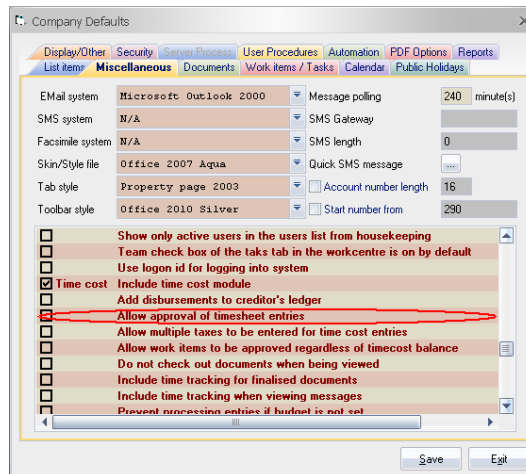 Company Defaults
Display/Other Security Server Process User Procedures Automation PDF Options Reports
List items Miscellaneous Documents Work items / Tasks Calendar Public Holidays
EMail system Microsoft Outlook 2000 Message polling 240 minute(s)
SMS system N/A SMS Gateway
Facsimile system N/A SMS length 0
Skin/Style file Office 2007 Aqua Quick SMS message ...
Tab style Property page 2003 Account number length 16
Toolbar style Office 2010 Silver Start number from 290
Show only active users in the users list from housekeeping
Team check box of the taks tab in the workcentre is on by default
Use logon id for logging into system
Time cost Include time cost module
Add disbursements to creditor's ledger
Allow approval of timesheet entries
Allow multiple taxes to be entered for time cost entries
Allow work items to be approved regardless of timecost balance
Do not check out documents when being viewed
Include time tracking for finalised documents
Include time tracking when viewing messages
Prevent processing entries if budget is not set
Save Exit